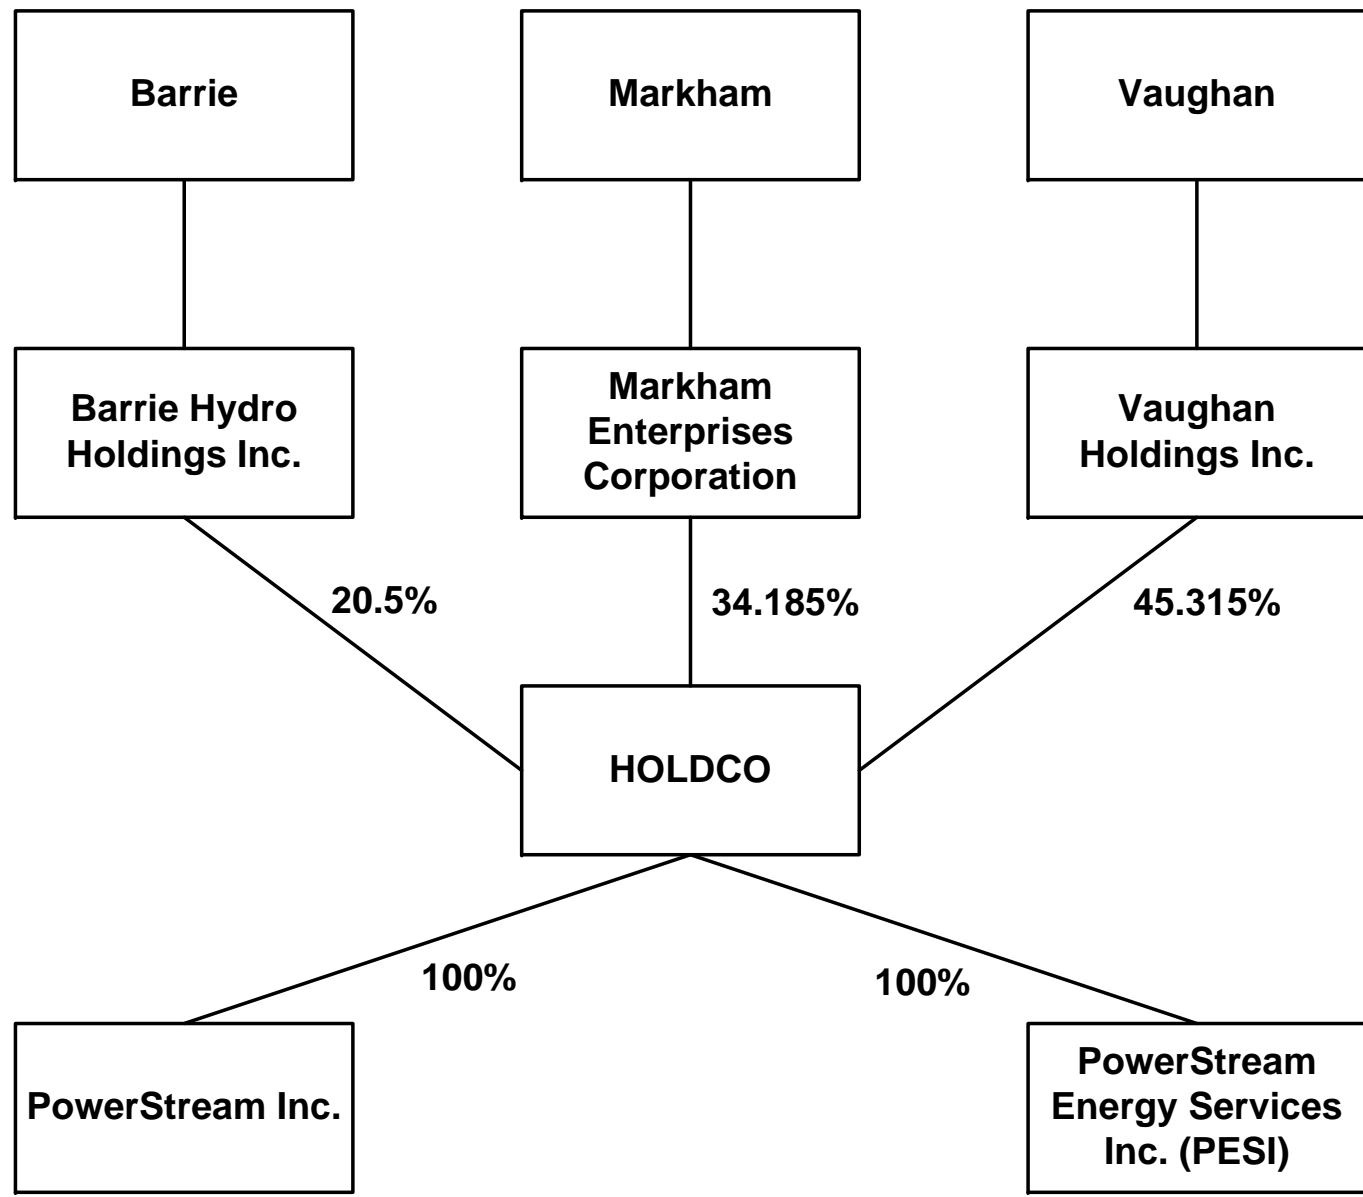 Barrie
Markham
Vaughan
Barrie Hydro
Holdings Inc.
Markham
Enterprises
Corporation
Vaughan
Holdings Inc.
20.5%
34.185%
45.315%
HOLDCO
100%
100%
PowerStream Inc.
PowerStream
Energy Services
Inc. (PESI)